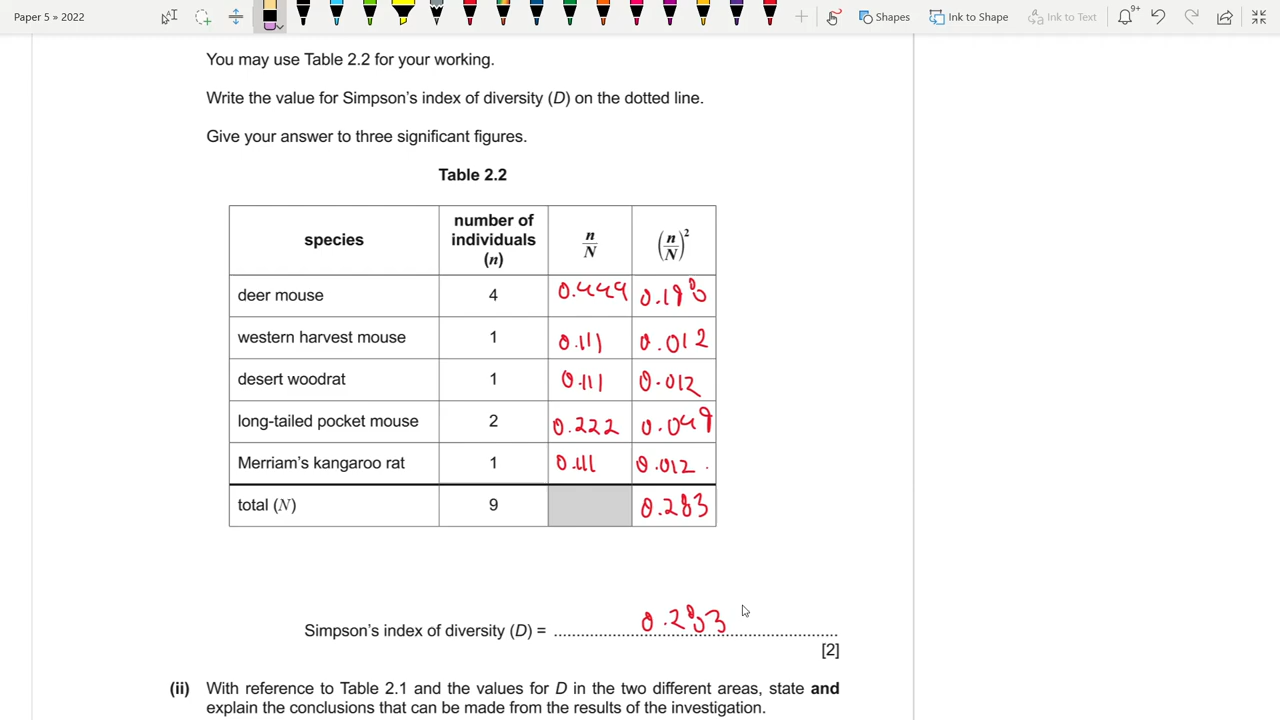 Paper 5 » 2022
Shapes
Ink to Shape
Ink to Text
9+
You may use Table 2.2 for your working.
Write the value for Simpson's index of diversity (D) on the dotted line.
Give your answer to three significant figures.
Table 2.2
species number of individuals (n) n/N (n/N)²
deer mouse 4 0.444 0.198
western harvest mouse 1 0.111 0.012
desert woodrat 1 0.111 0.012
long-tailed pocket mouse 2 0.222 0.049
Merriam's kangaroo rat 1 0.111 0.012
total (N) 9 0.283
Simpson's index of diversity (D) = 0.283
[2]
(ii) With reference to Table 2.1 and the values for D in the two different areas, state and
explain the conclusions that can be made from the results of the investigation.